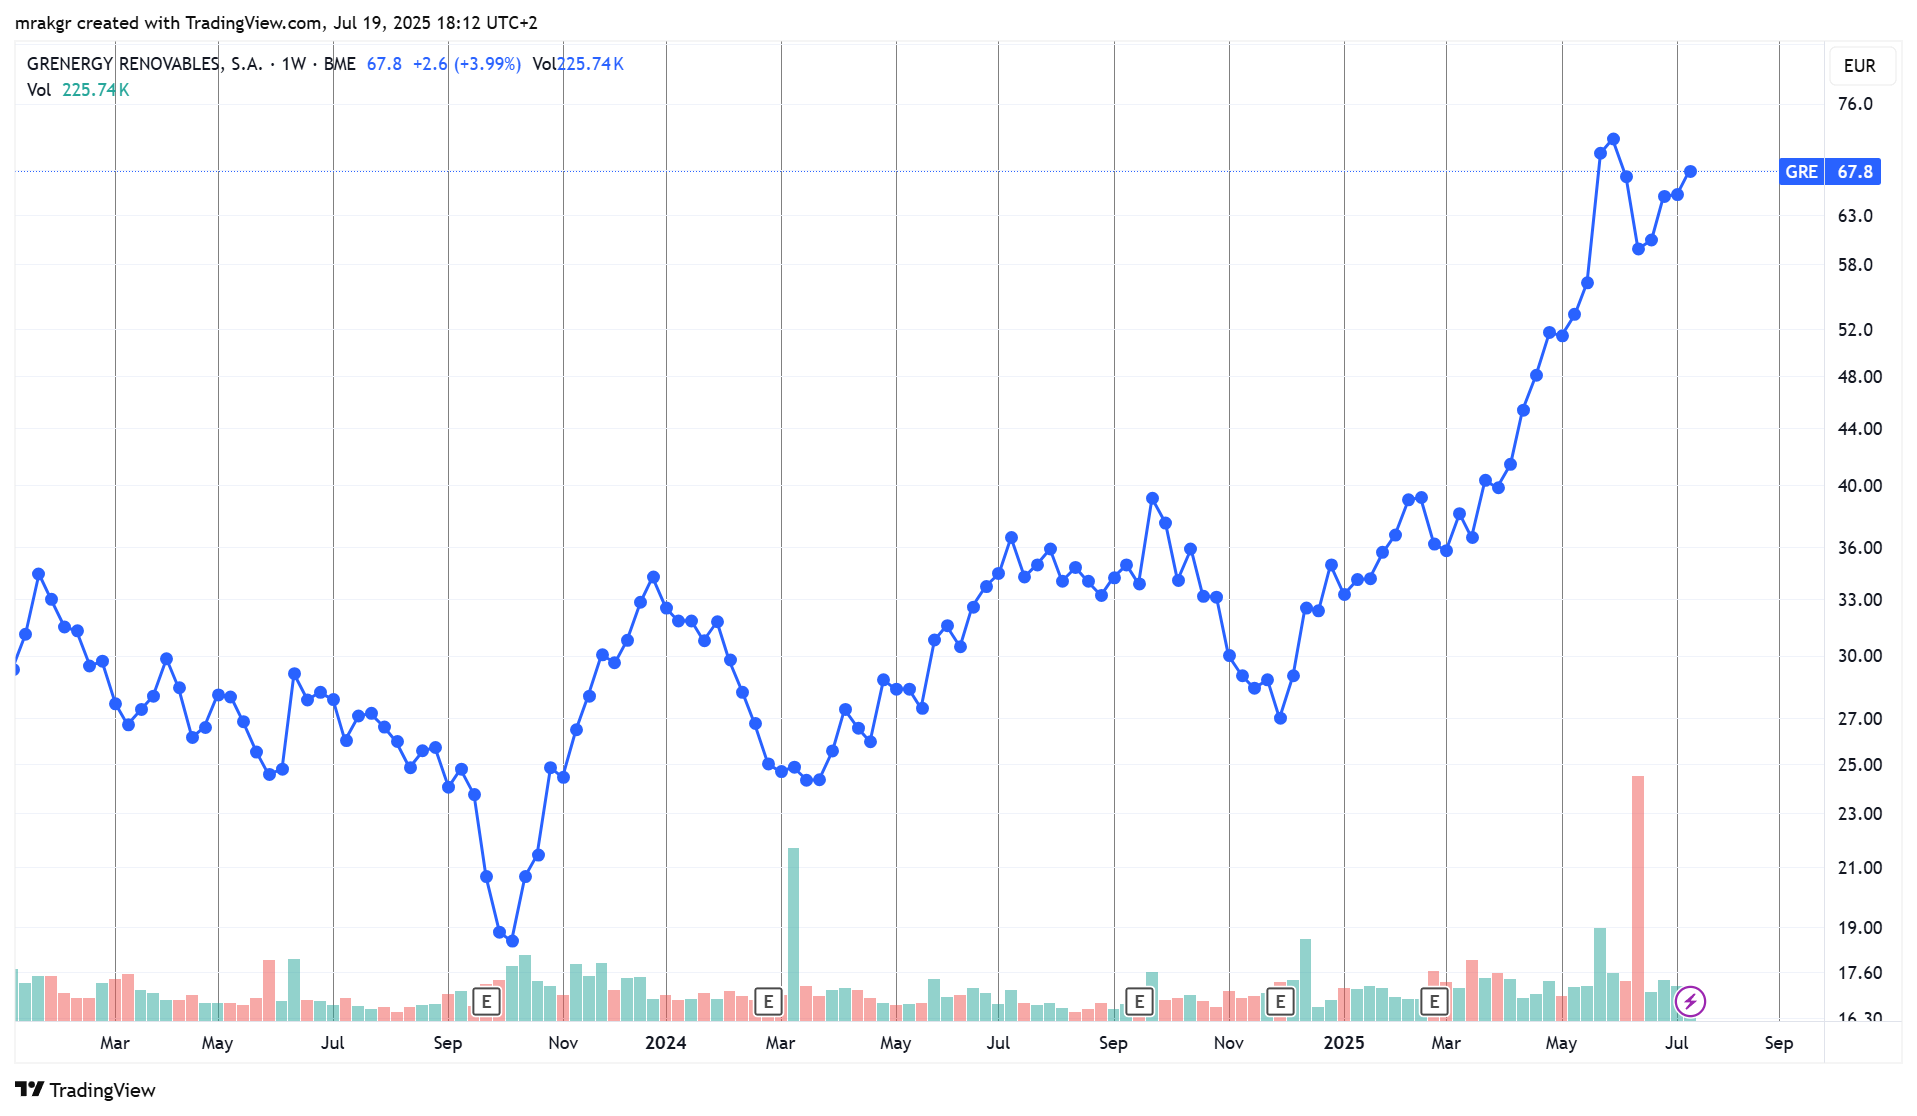 mrakgr created with TradingView.com, Jul 19, 2025 18:12 UTC+2
GRENERGY RENOVABLES, S.A. · 1W · BME 67.8 +2.6 (+3.99%) Vol225.74K
Vol 225.74K
EUR
76.0
GRE 67.8
63.0
58.0
52.0
48.00
44.00
40.00
36.00
33.00
30.00
27.00
25.00
23.00
21.00
19.00
17.60
16.30
E E E E E
Mar May Jul Sep Nov 2024 Mar May Jul Sep Nov 2025 Mar May Jul Sep
TradingView